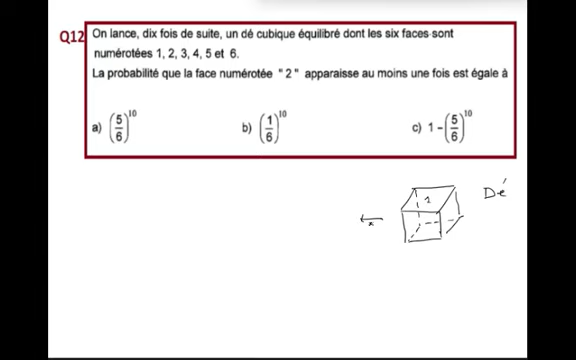 Q12 On lance, dix fois de suite, un dé cubique équilibré dont les six faces sont
numérotées 1, 2, 3, 4, 5 et 6.
La probabilité que la face numérotée "2" apparaisse au moins une fois est égale à
a) (5/6)^10 b) (1/6)^10 c) 1-(5/6)^10
1 Dé